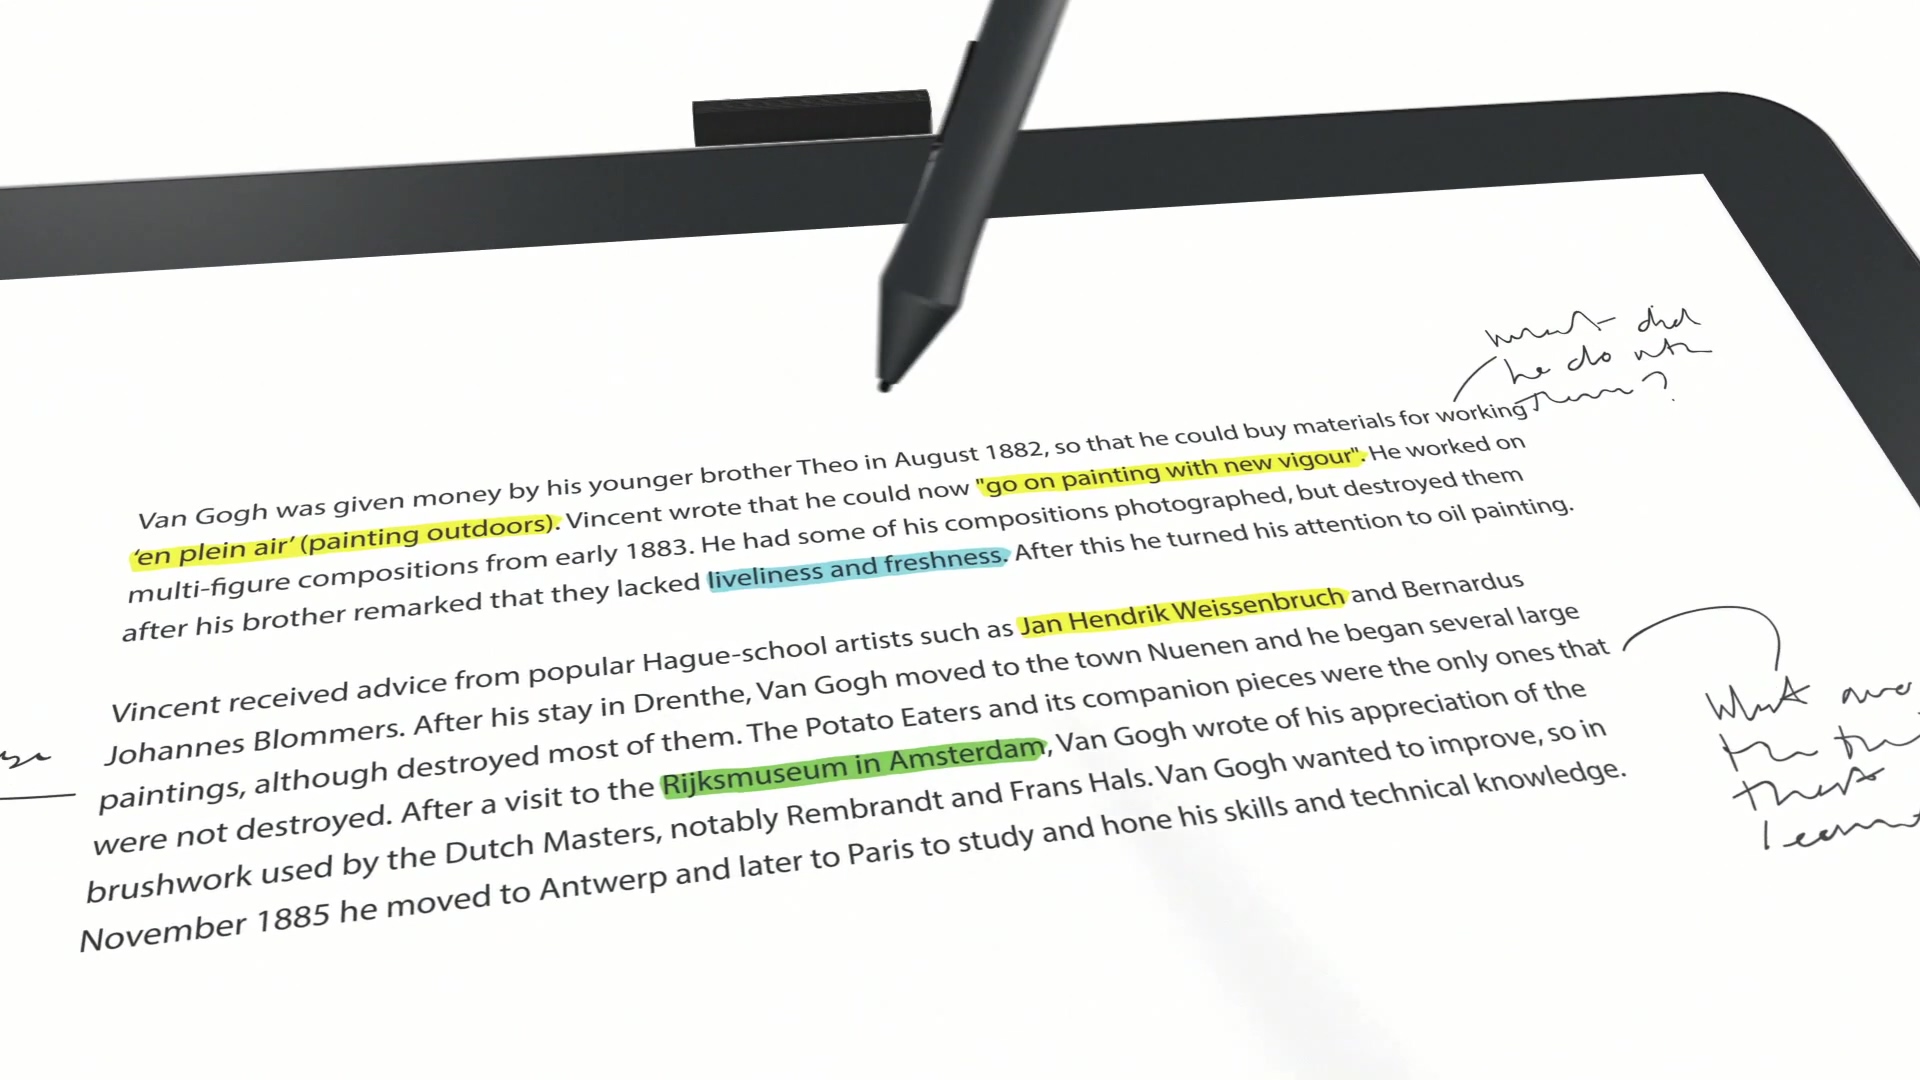 what did
he do with
them?
Van Gogh was given money by his younger brother Theo in August 1882, so that he could buy materials for working
'en plein air' (painting outdoors). Vincent wrote that he could now "go on painting with new vigour". He worked on
multi-figure compositions from early 1883. He had some of his compositions photographed, but destroyed them
after his brother remarked that they lacked liveliness and freshness. After this he turned his attention to oil painting.
Vincent received advice from popular Hague-school artists such as Jan Hendrik Weissenbruch and Bernardus
Johannes Blommers. After his stay in Drenthe, Van Gogh moved to the town Nuenen and he began several large
paintings, although destroyed most of them. The Potato Eaters and its companion pieces were the only ones that
were not destroyed. After a visit to the Rijksmuseum in Amsterdam, Van Gogh wrote of his appreciation of the
brushwork used by the Dutch Masters, notably Rembrandt and Frans Hals. Van Gogh wanted to improve, so in
November 1885 he moved to Antwerp and later to Paris to study and hone his skills and technical knowledge.
What are
the